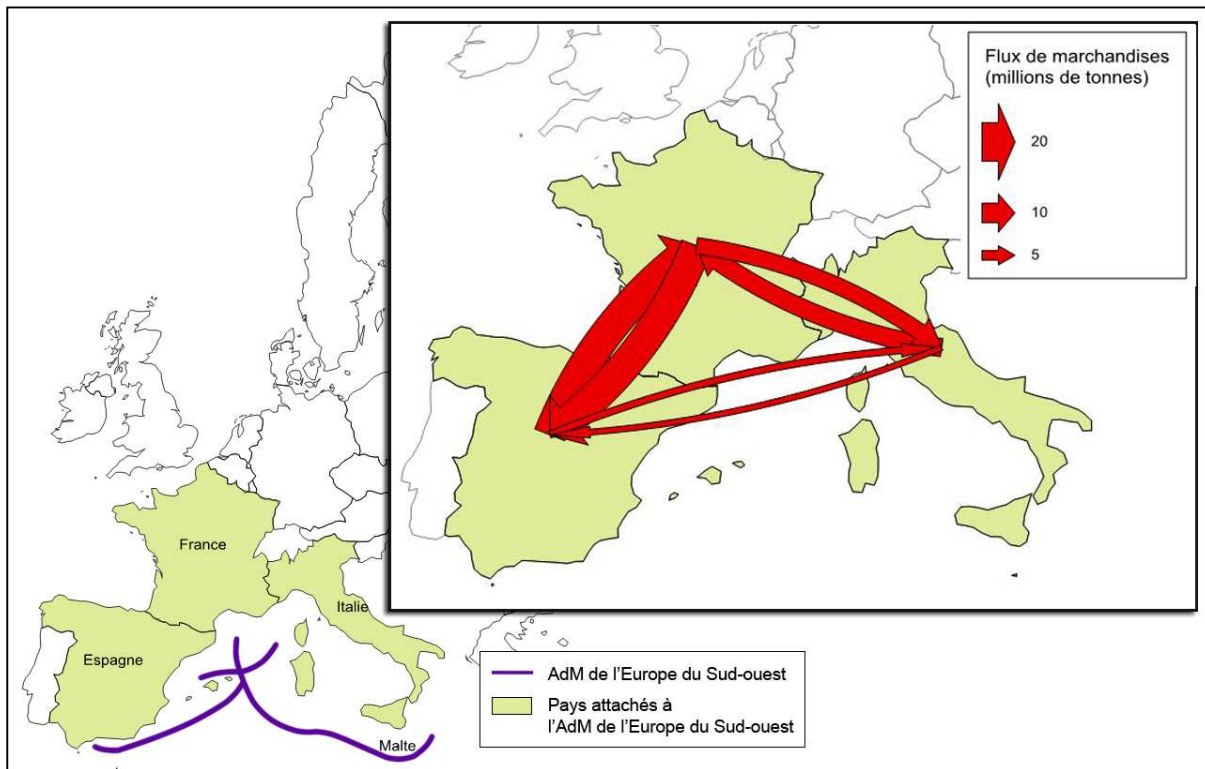 Flux de marchandises
(millions de tonnes)
20
10
5
France
Italie
Espagne
Malte
AdM de l'Europe du Sud-ouest
Pays attachés à
l'AdM de l'Europe du Sud-ouest